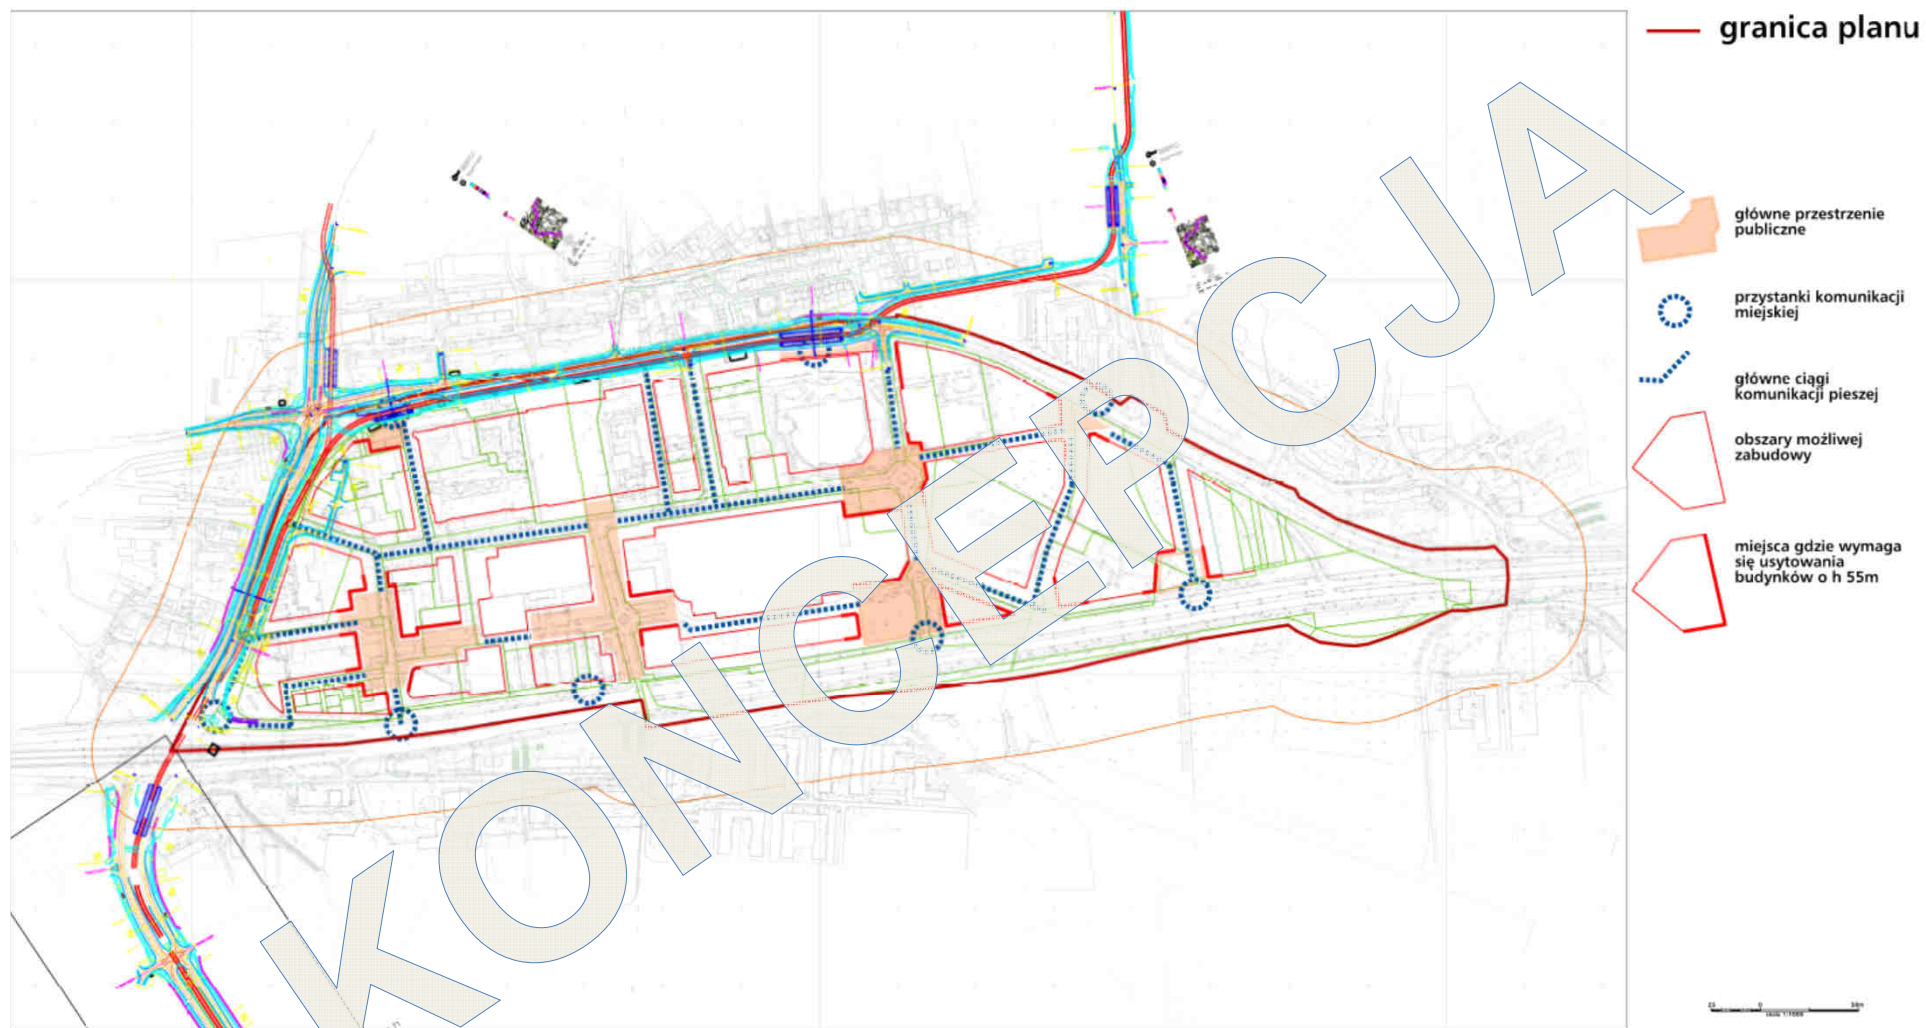 granica planu
główne przestrzenie
publiczne
przystanki komunikacji
miejskiej
główne ciągi
komunikacji pieszej
obszary możliwej
zabudowy
miejsca gdzie wymaga
się usytowania
budynków o h 55m
KONCEPCJA